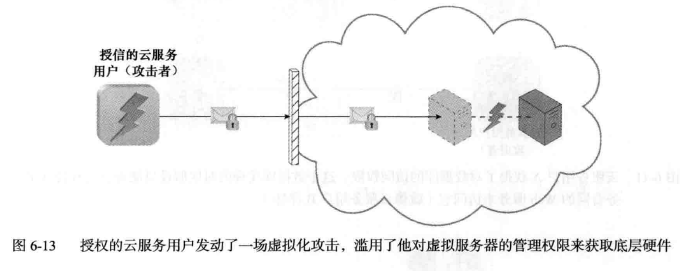 授信的云服务
用户（攻击者）
图 6-13 授权的云服务用户发动了一场虚拟化攻击，滥用了他对虚拟服务器的管理权限来获取底层硬件